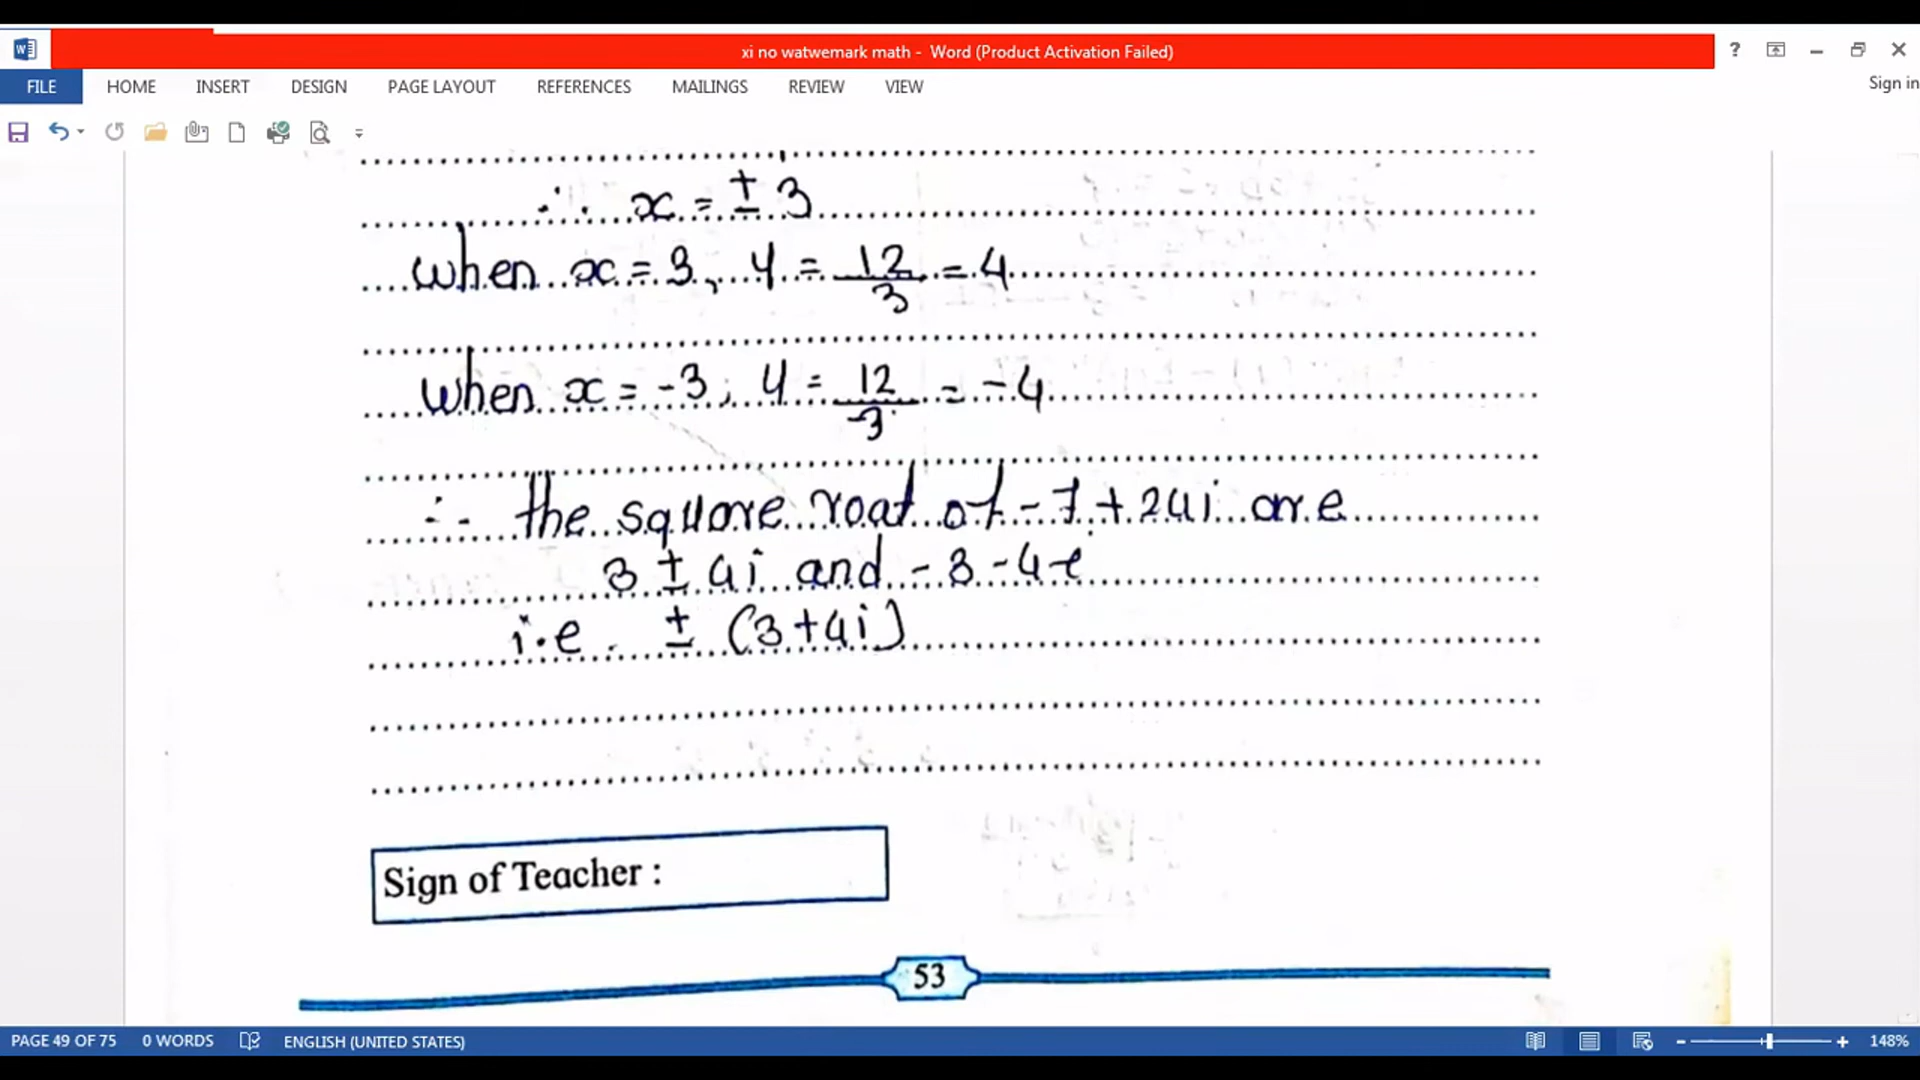 xi no watwemark math - Word (Product Activation Failed)
FILE HOME INSERT DESIGN PAGE LAYOUT REFERENCES MAILINGS REVIEW VIEW Sign in
∴ x = ± 3
when x = 3, y = 12/3 = 4
when x = -3, y = 12/-3 = -4
∴ the square root of -7+24i are
3 ± 4i and -3-4i
i.e. ± (3+4i)
Sign of Teacher :
53
PAGE 49 OF 75 0 WORDS ENGLISH (UNITED STATES) 148%